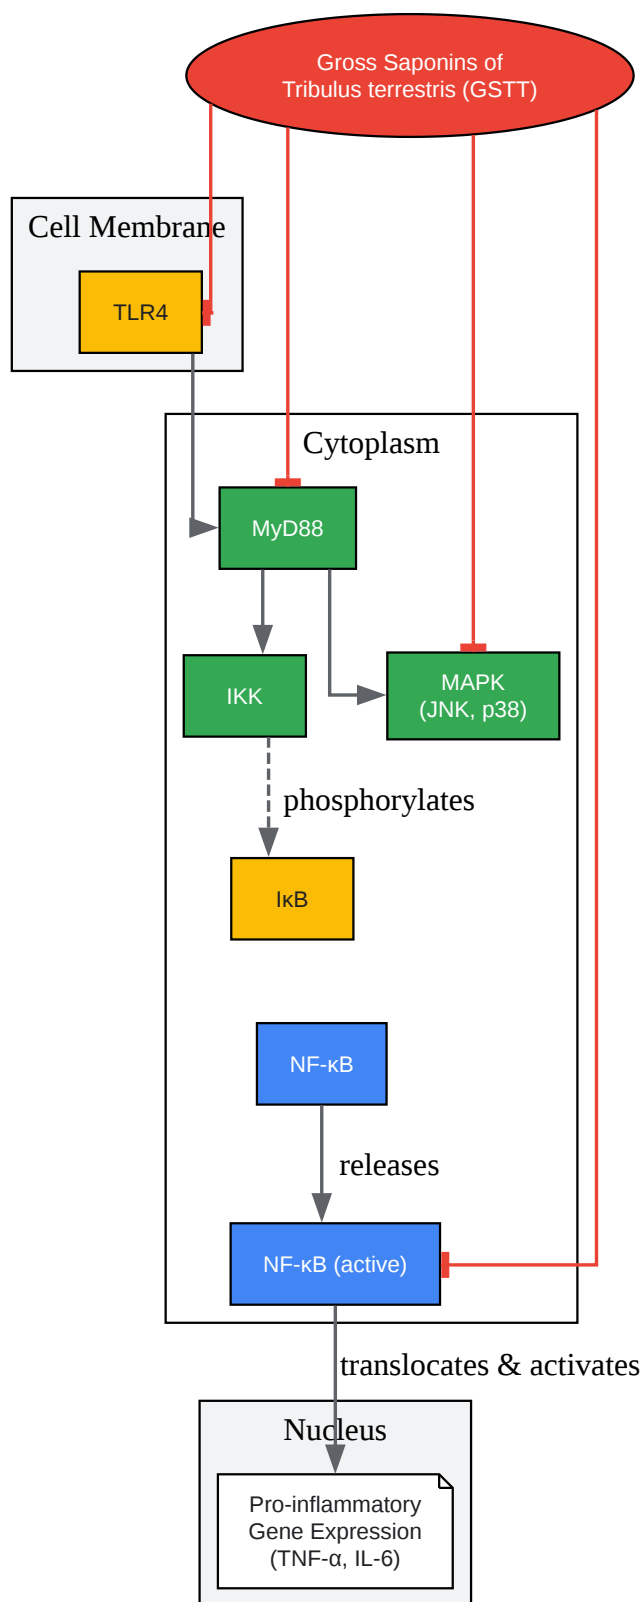 Gross Saponins of
Tribulus terrestris (GSTT)
Cell Membrane
TLR4
Cytoplasm
MyD88
IKK
MAPK
(JNK, p38)
phosphorylates
IκB
NF-κB
releases
NF-κB (active)
translocates & activates
Nucleus
Pro-inflammatory
Gene Expression
(TNF-α, IL-6)